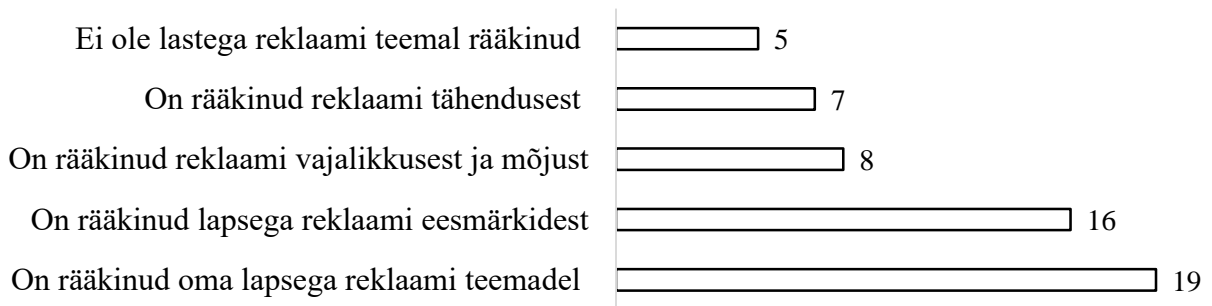 Ei ole lastega reklaami teemal rääkinud 5
On rääkinud reklaami tähendusest 7
On rääkinud reklaami vajalikkusest ja mõjust 8
On rääkinud lapsega reklaami eesmärkidest 16
On rääkinud oma lapsega reklaami teemadel 19